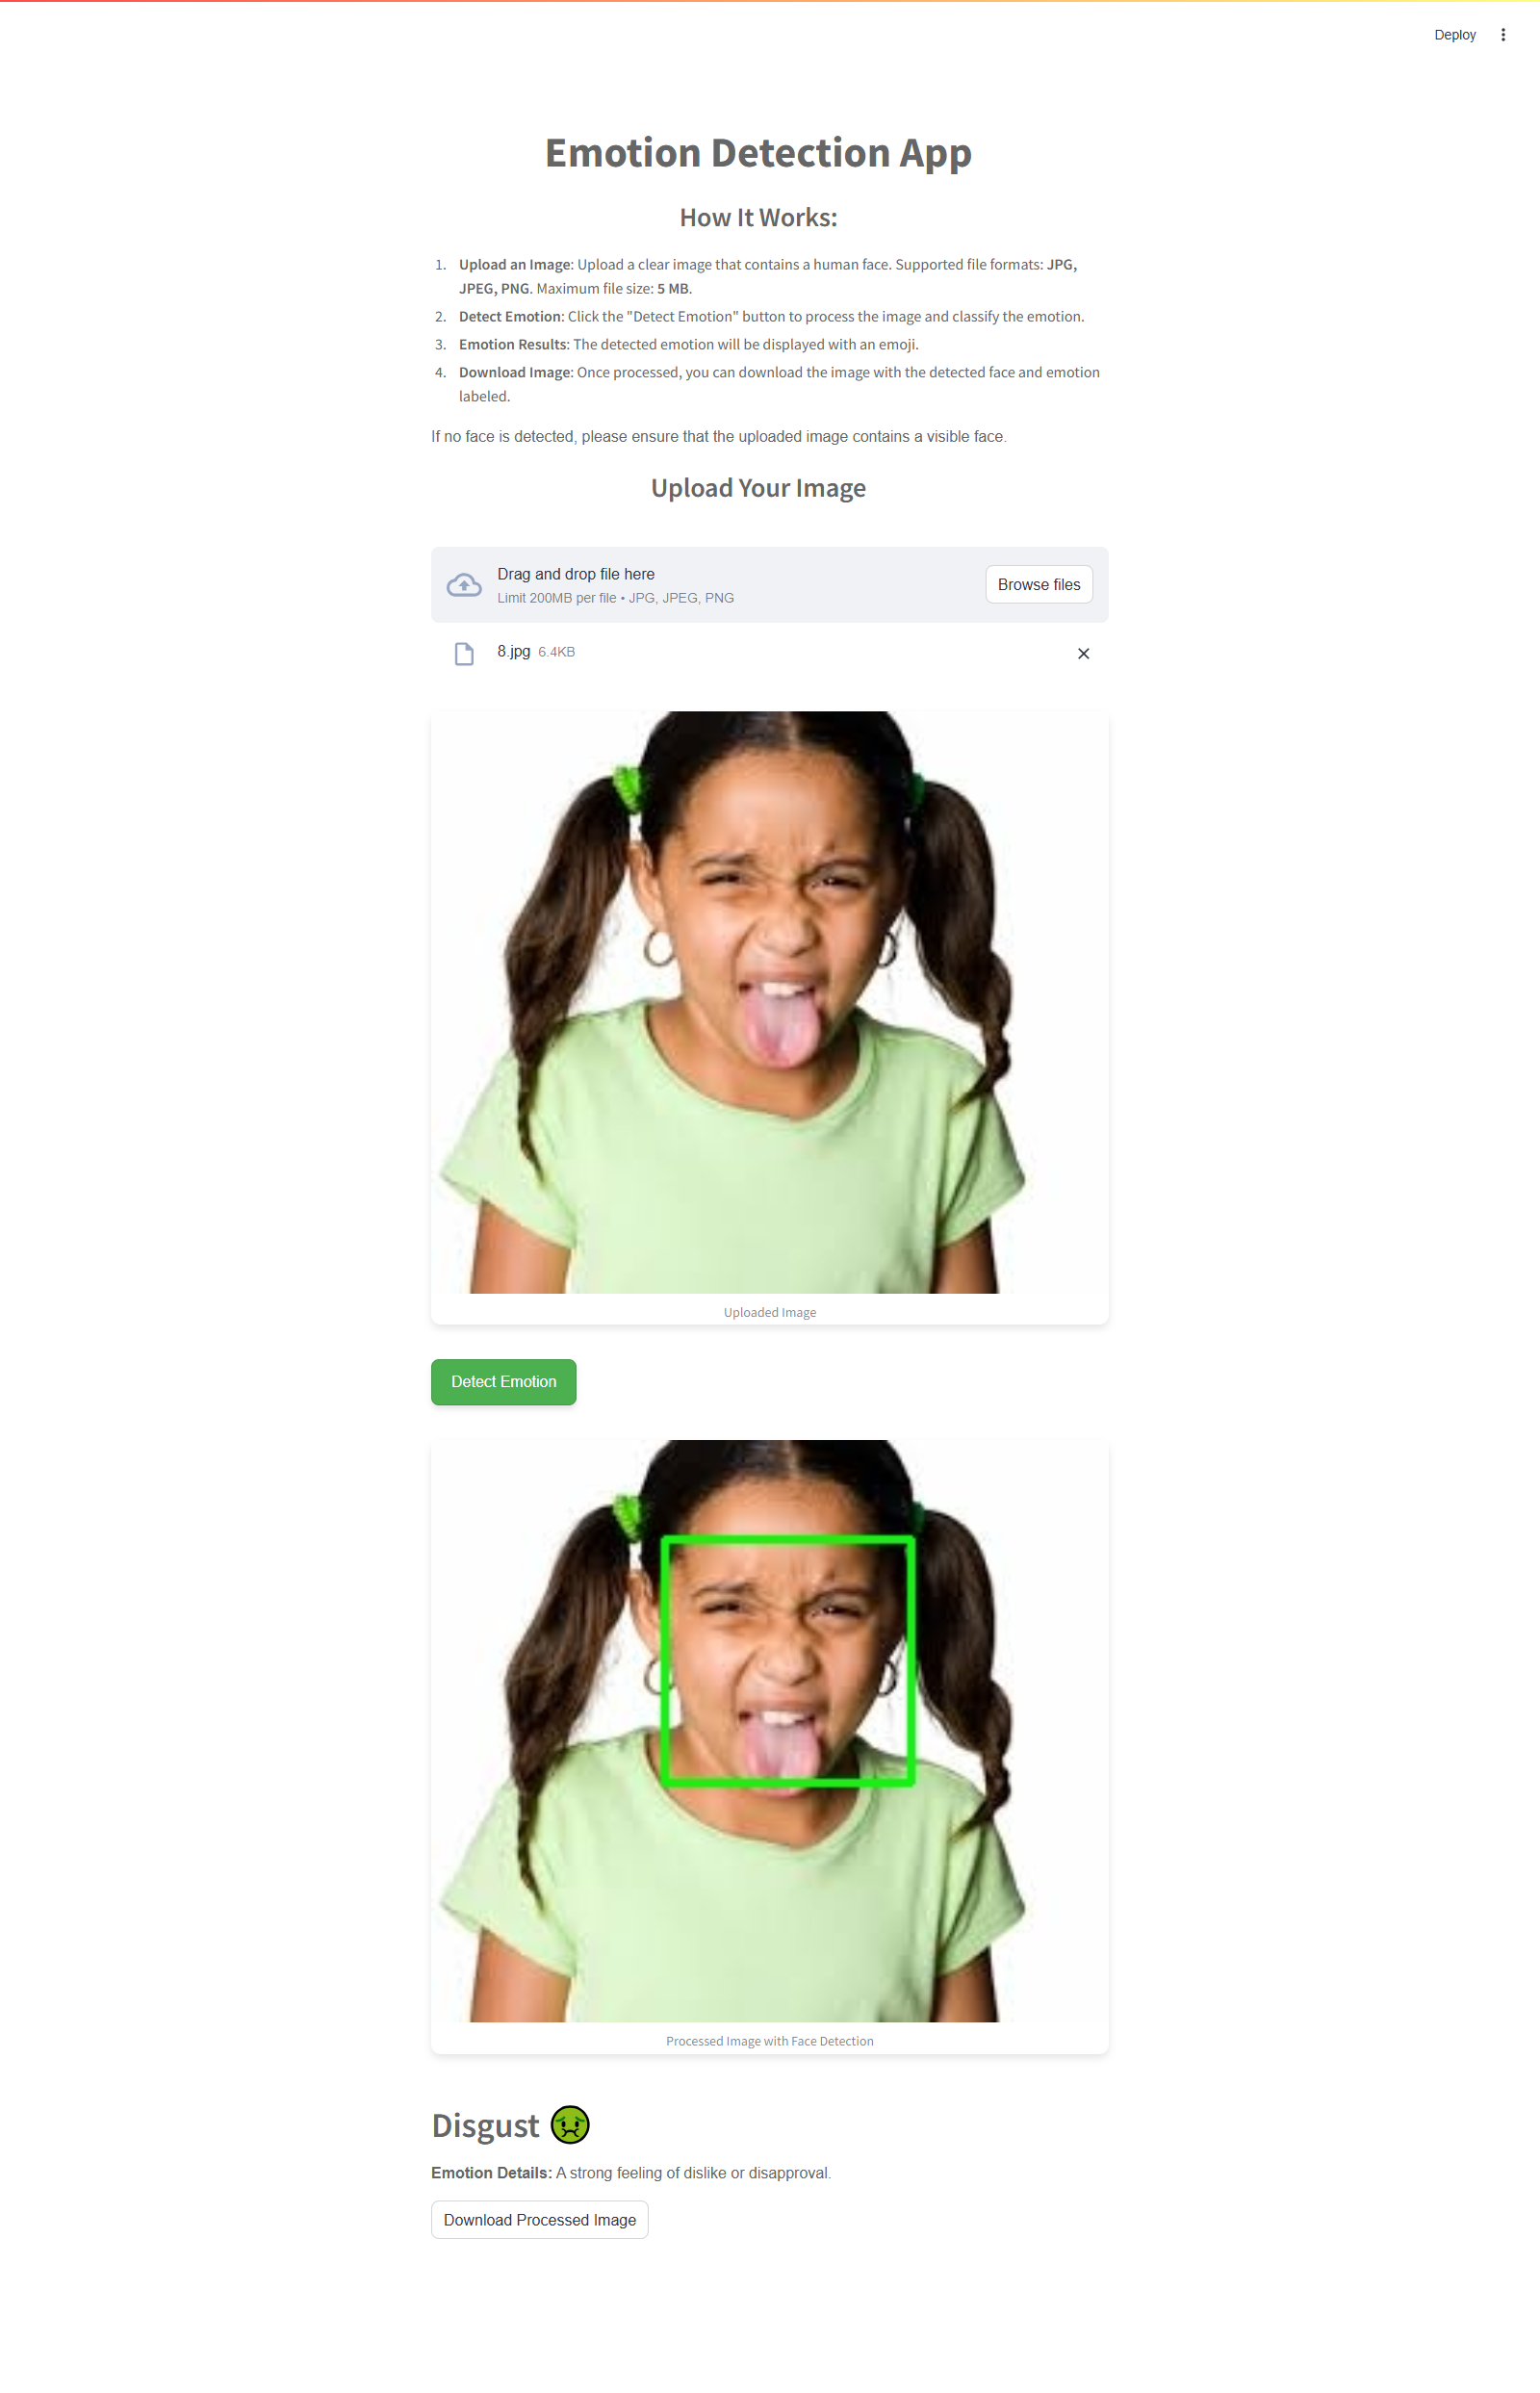 Deploy
Emotion Detection App
How It Works:
1. Upload an Image: Upload a clear image that contains a human face. Supported file formats: JPG,
JPEG, PNG. Maximum file size: 5 MB.
2. Detect Emotion: Click the "Detect Emotion" button to process the image and classify the emotion.
3. Emotion Results: The detected emotion will be displayed with an emoji.
4. Download Image: Once processed, you can download the image with the detected face and emotion
labeled.
If no face is detected, please ensure that the uploaded image contains a visible face.
Upload Your Image
Drag and drop file here
Limit 200MB per file • JPG, JPEG, PNG
Browse files
8.jpg 6.4KB
Uploaded Image
Detect Emotion
Processed Image with Face Detection
Disgust 🤢
Emotion Details: A strong feeling of dislike or disapproval.
Download Processed Image